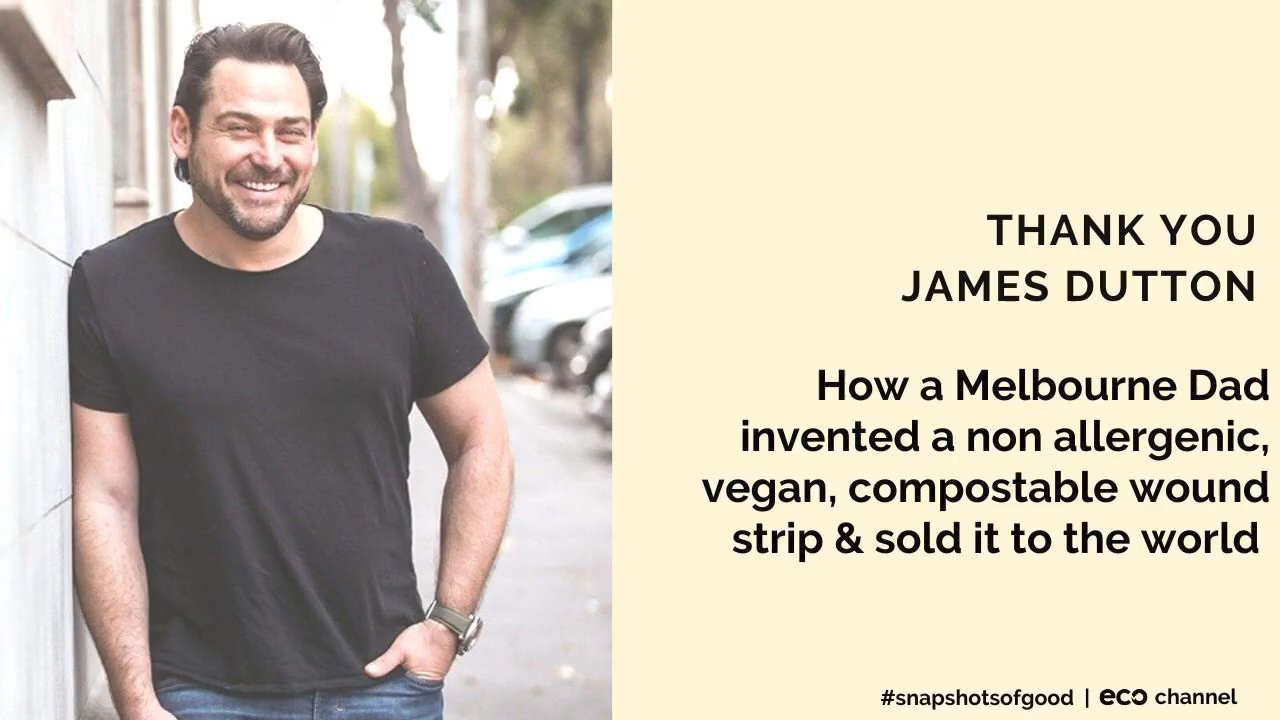 THANK YOU
JAMES DUTTON
How a Melbourne Dad
invented a non allergenic,
vegan, compostable wound
strip & sold it to the world
#snapshotsofgood | eco channel